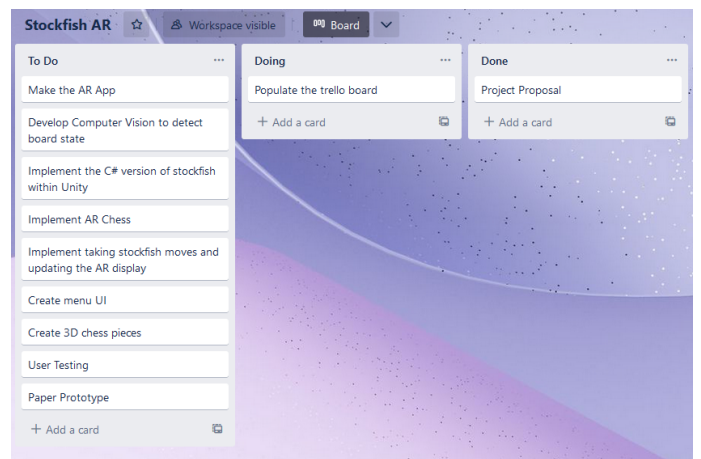 Stockfish AR
Workspace visible
Board
To Do
Make the AR App
Develop Computer Vision to detect
board state
Implement the C# version of stockfish
within Unity
Implement AR Chess
Implement taking stockfish moves and
updating the AR display
Create menu UI
Create 3D chess pieces
User Testing
Paper Prototype
+ Add a card
Doing
Populate the trello board
+ Add a card
Done
Project Proposal
+ Add a card